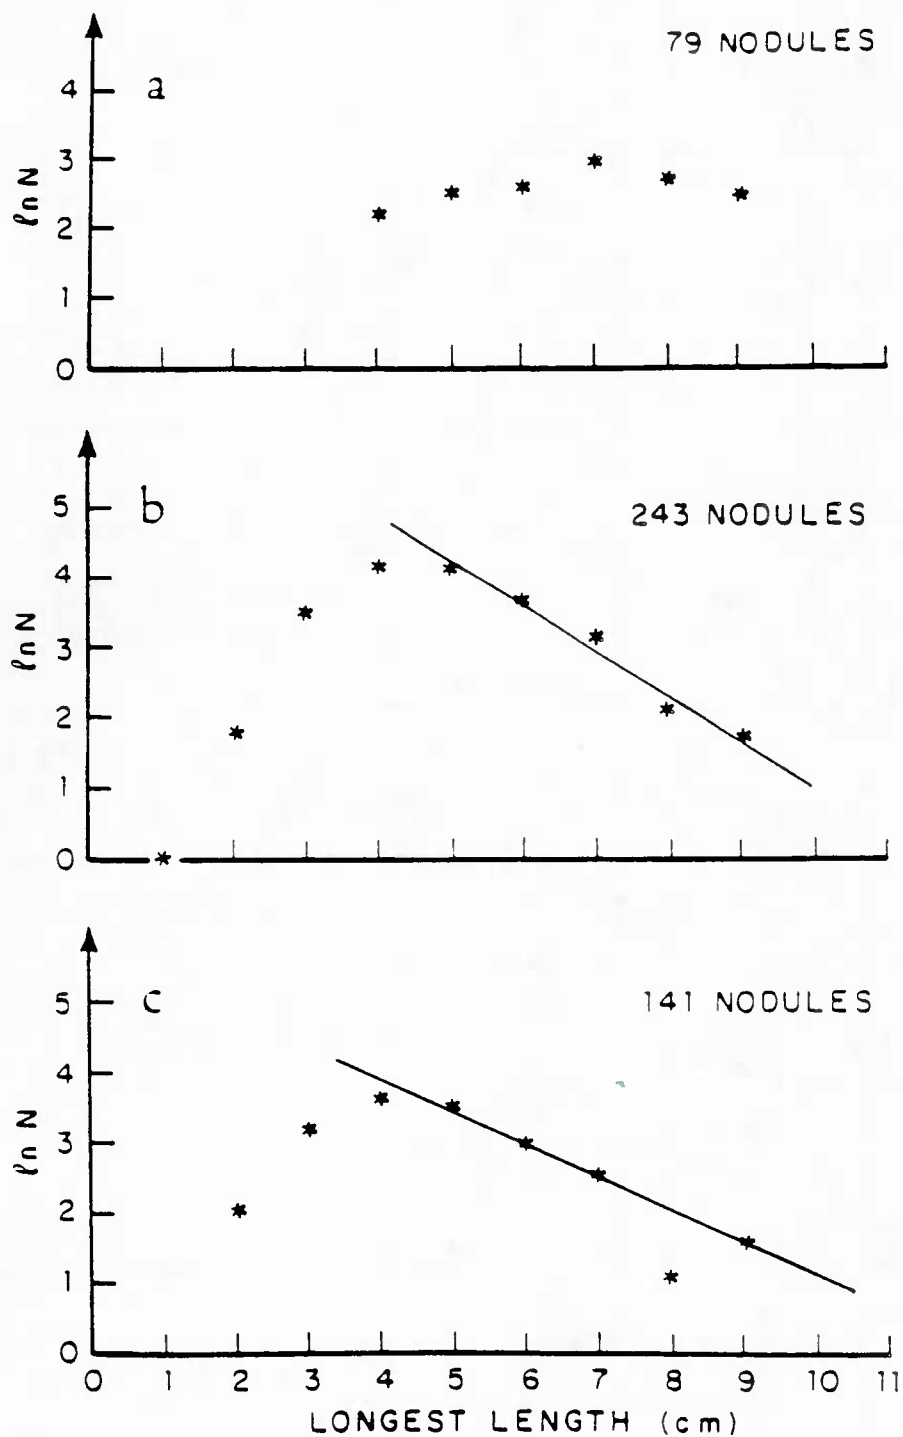 79 NODULES
a
4
3
2
1
0
ln N
243 NODULES
b
5
4
3
2
1
0
ln N
141 NODULES
c
5
4
3
2
1
0
ln N
0 1 2 3 4 5 6 7 8 9 10 11
LONGEST LENGTH (cm)